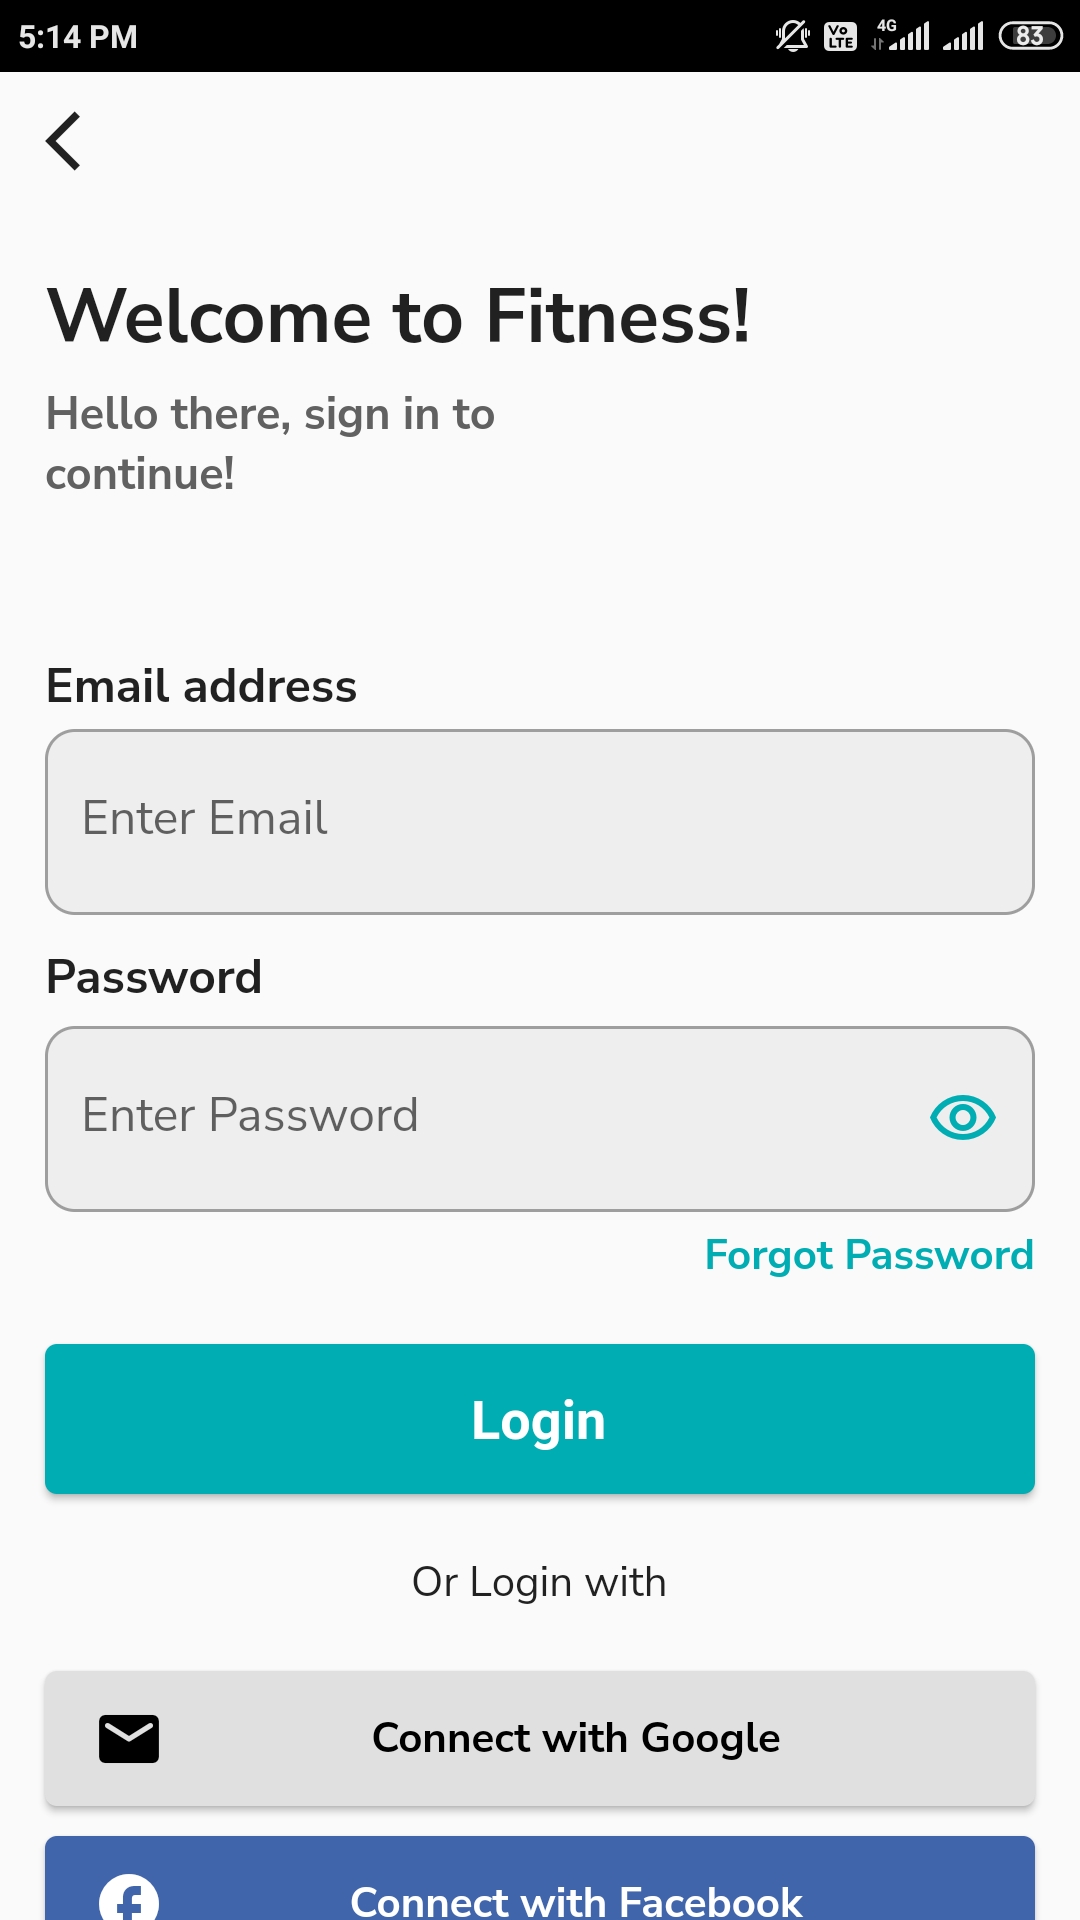 5:14 PM
Vo LTE 4G 83
Welcome to Fitness!
Hello there, sign in to
continue!
Email address
Enter Email
Password
Enter Password
Forgot Password
Login
Or Login with
Connect with Google
Connect with Facebook